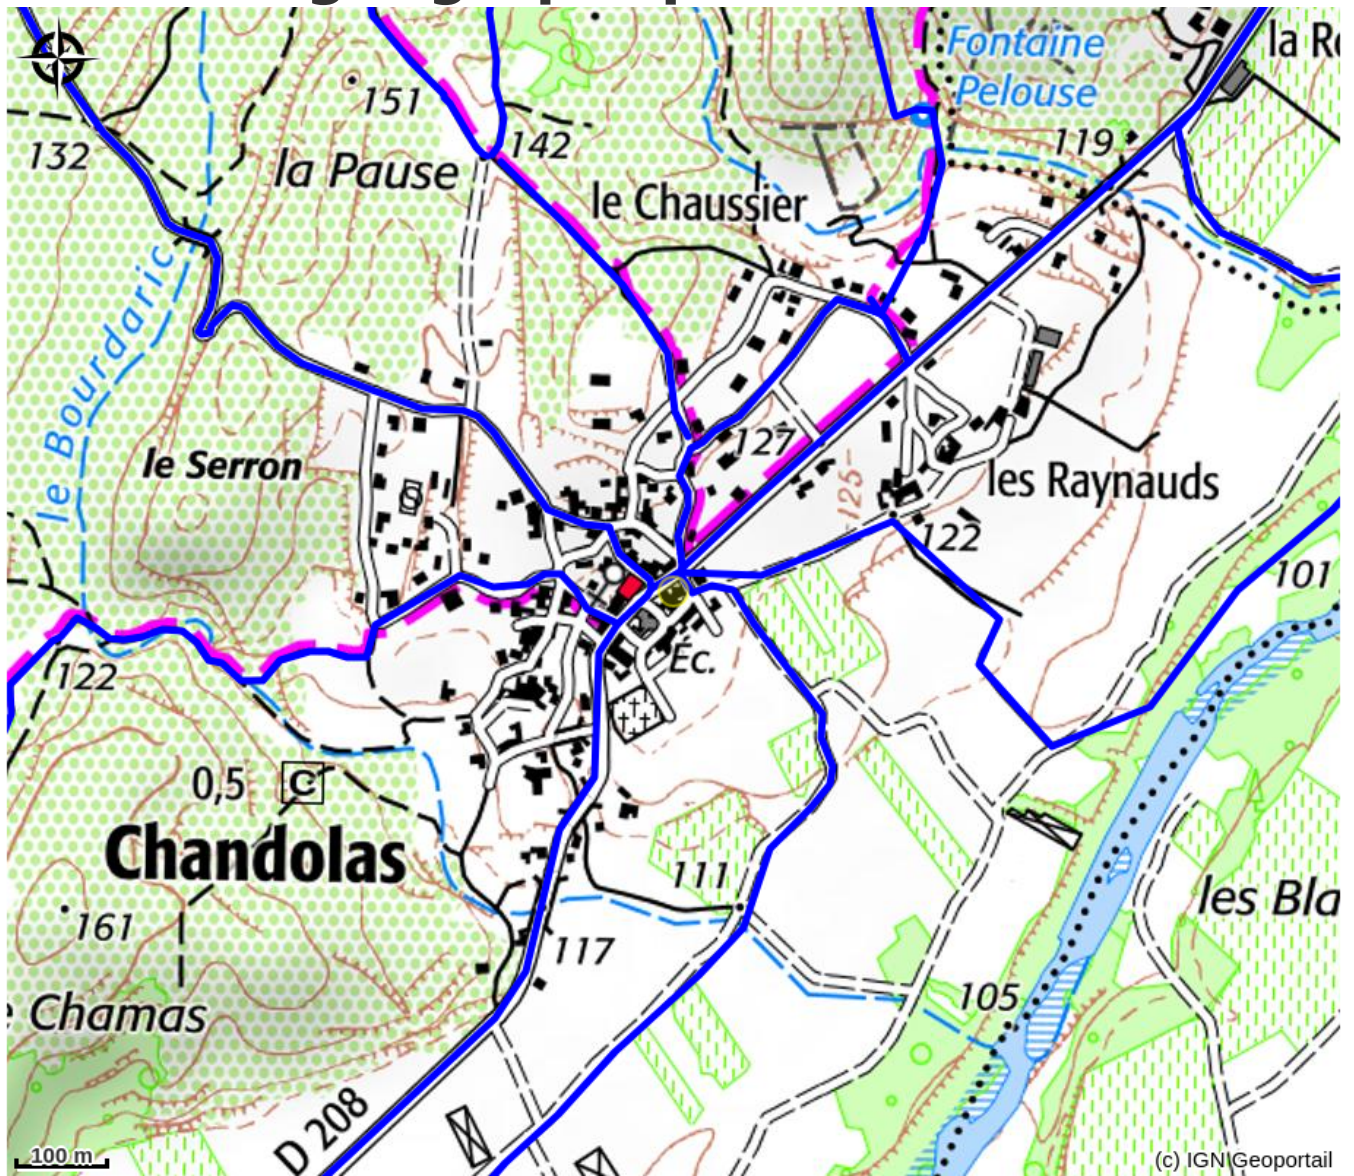 Fontaine
Pelouse
la R
151
119
142
132
la Pause
le Chaussier
le Bourdaric
127
le Serron
125
les Raynauds
122
101
Éc.
122
0,5
C
Chandolas
111
les Bla
161
117
105
Chamas
D 208
100 m
(c) IGN Geoportail